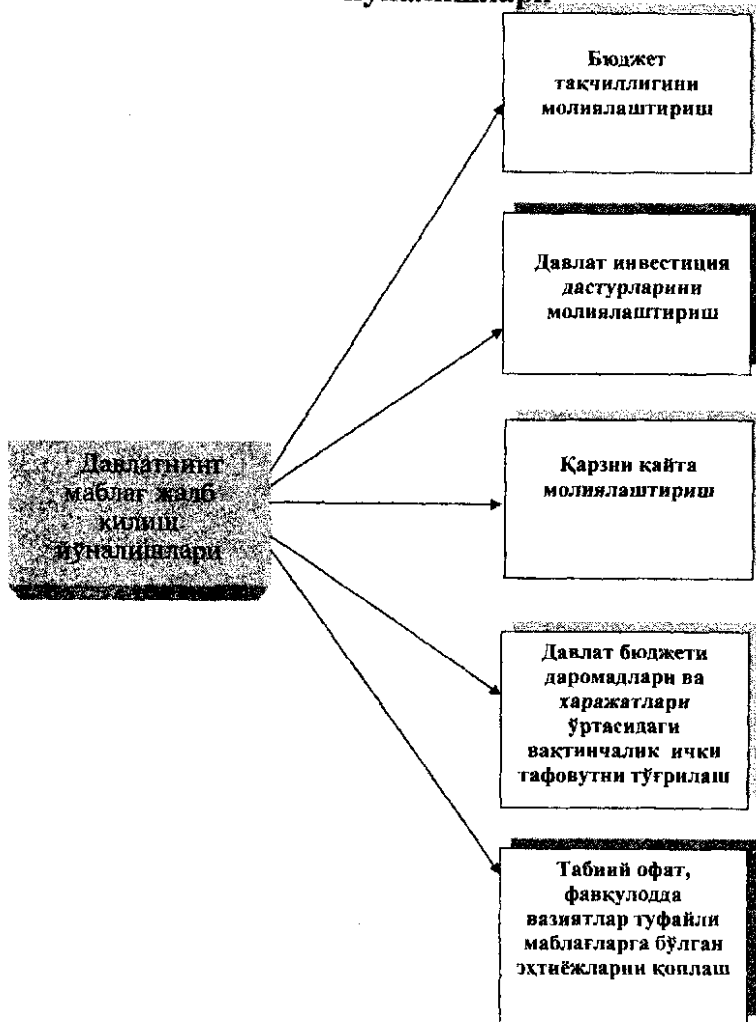 Бюджет
тақчиллигини
молиялаштириш
Давлат инвестиция
дастурларини
молиялаштириш
Давлатнинг
маблағ жалб
қилиш
йўналишлари
Қарзни қайта
молиялаштириш
Давлат бюджети
даромадлари ва
харажатлари
ўртасидаги
вақтинчалик ички
тафовутни тўғрилаш
Табиий офат,
фавқулодда
вазиятлар туфайли
маблағларга бўлган
эҳтиёжларни қоплаш